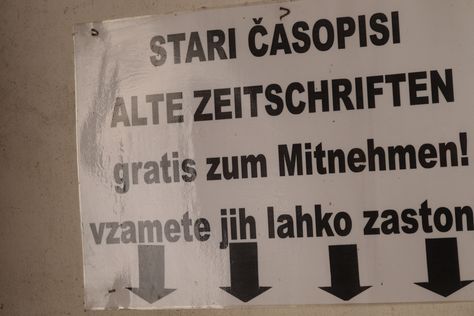 STARI ČASOPISI
ALTE ZEITSCHRIFTEN
gratis zum Mitnehmen!
vzamete jih lahko zaston